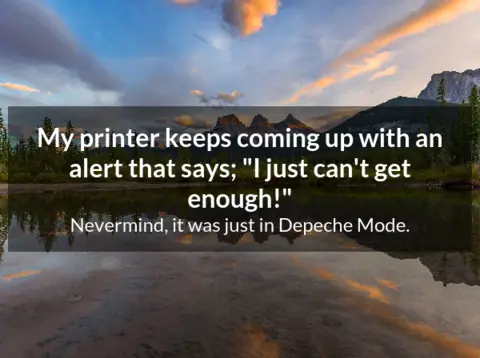 My printer keeps coming up with an
alert that says; "I just can't get
enough!"
Nevermind, it was just in Depeche Mode.